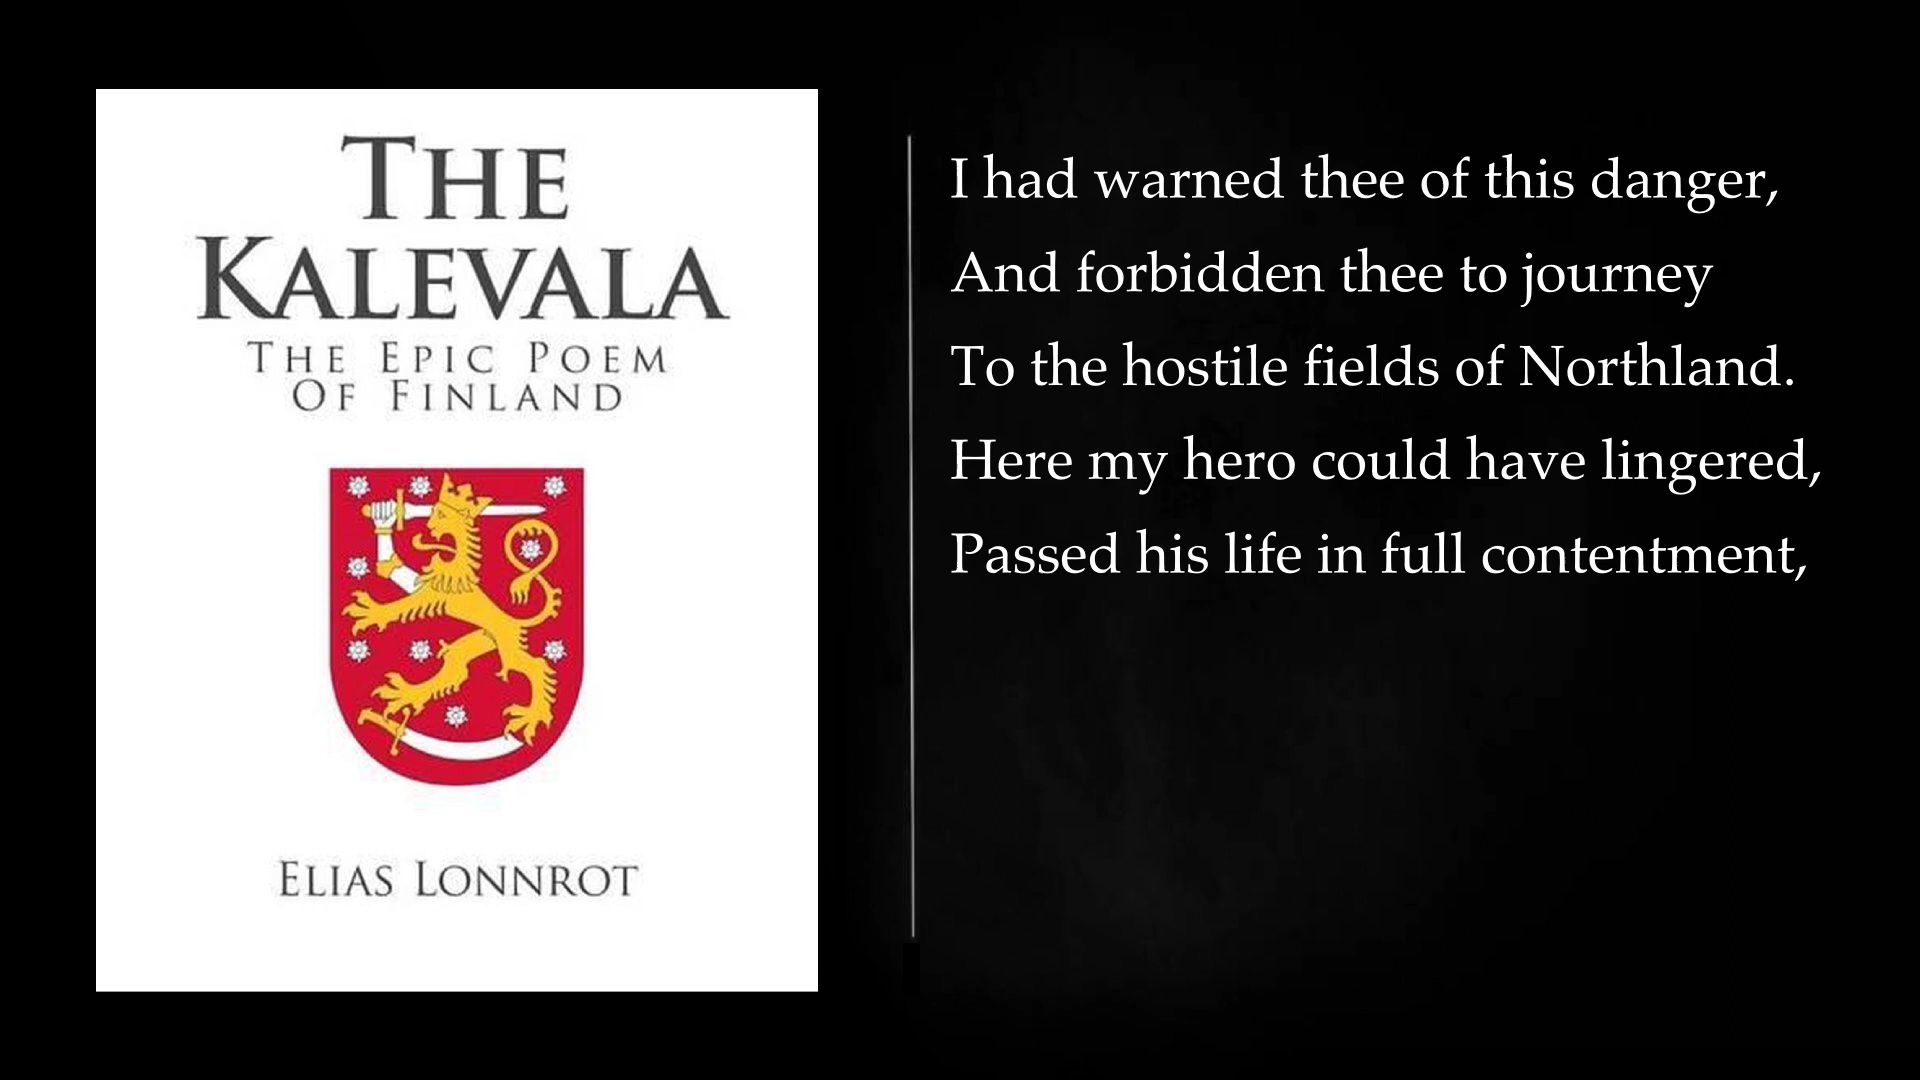 THE
KALEVALA
THE EPIC POEM
OF FINLAND
ELIAS LONNROT
I had warned thee of this danger,
And forbidden thee to journey
To the hostile fields of Northland.
Here my hero could have lingered,
Passed his life in full contentment,